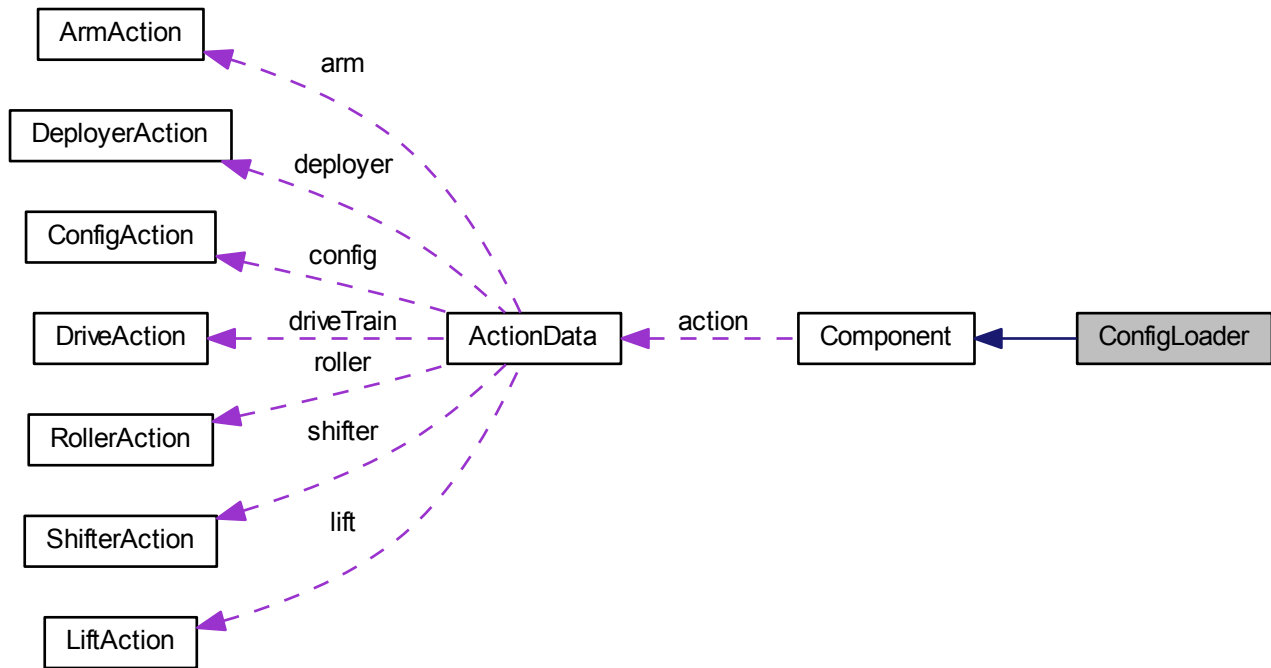 ArmAction
arm
DeployerAction
deployer
ConfigAction
config
DriveAction
driveTrain
ActionData
action
Component
ConfigLoader
roller
RollerAction
shifter
ShifterAction
lift
LiftAction